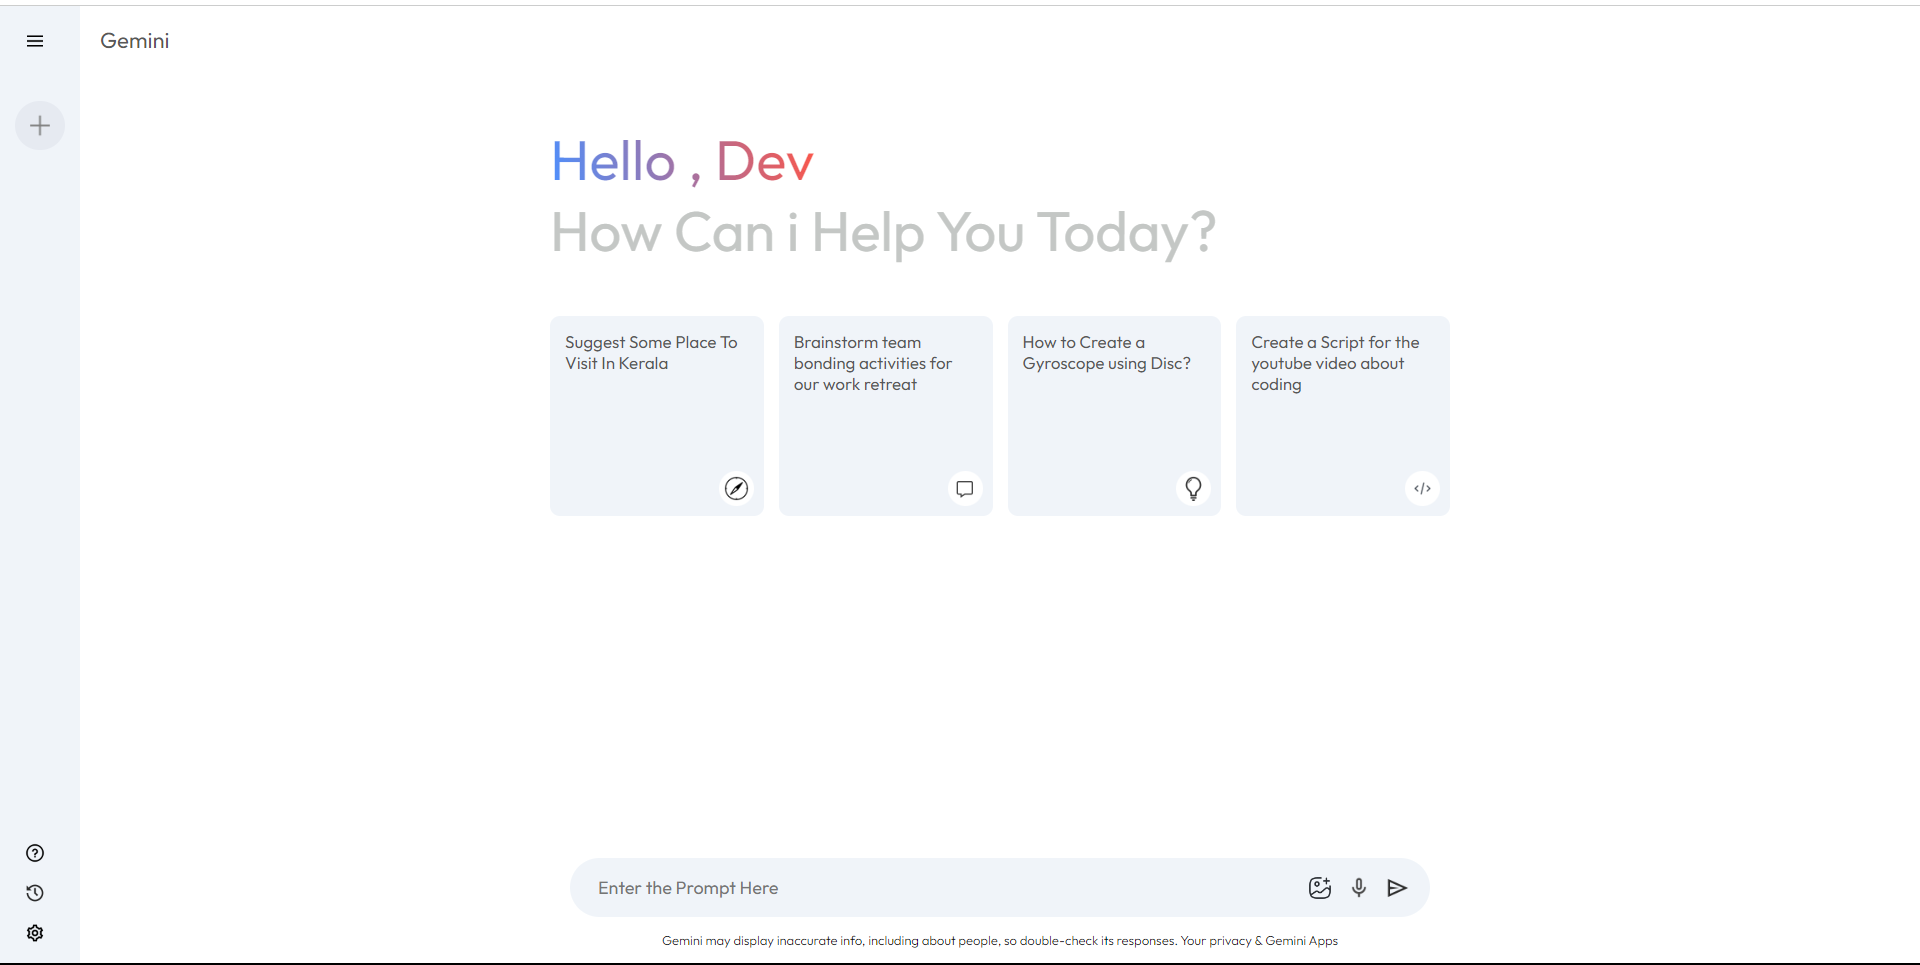 Gemini
Hello , Dev
How Can i Help You Today?
Suggest Some Place To
Visit In Kerala
Brainstorm team
bonding activities for
our work retreat
How to Create a
Gyroscope using Disc?
Create a Script for the
youtube video about
coding
Enter the Prompt Here
Gemini may display inaccurate info, including about people, so double-check its responses. Your privacy & Gemini Apps